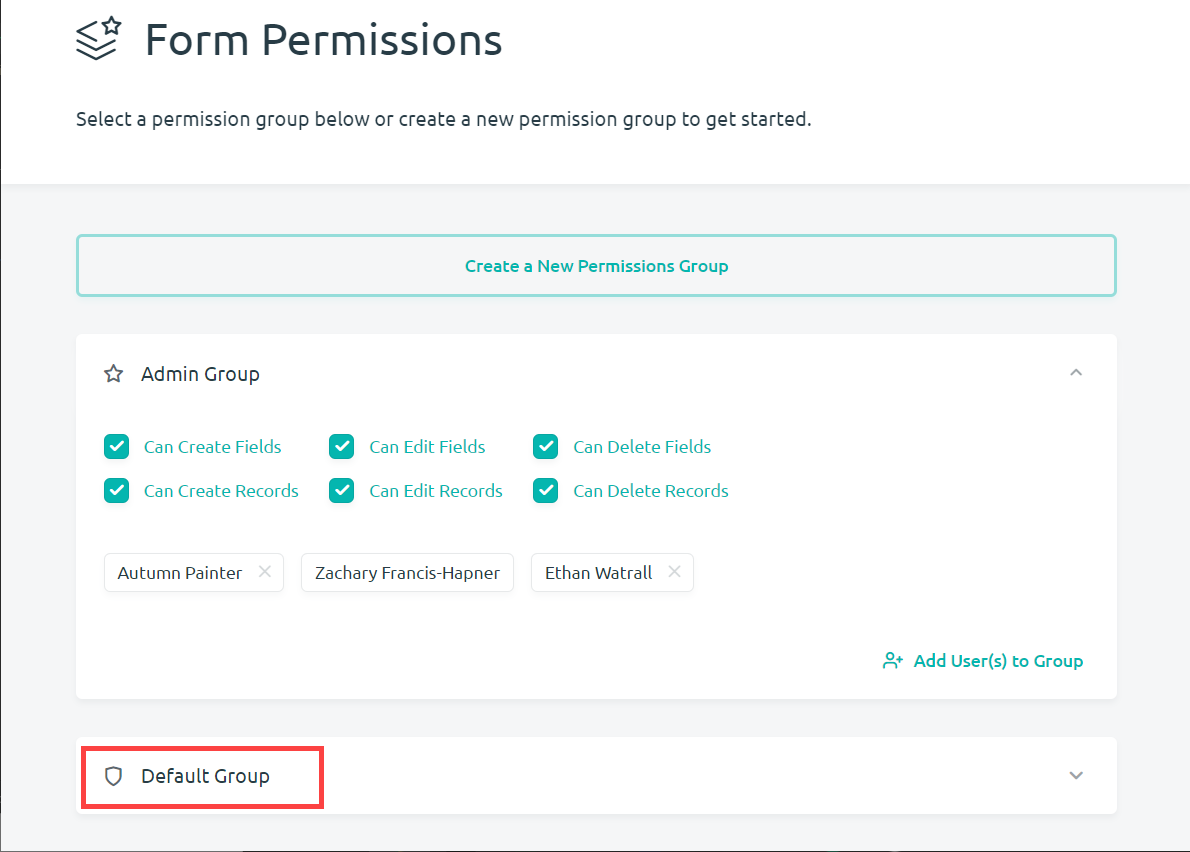 Form Permissions
Select a permission group below or create a new permission group to get started.
Create a New Permissions Group
Admin Group
Can Create Fields Can Edit Fields Can Delete Fields
Can Create Records Can Edit Records Can Delete Records
Autumn Painter Zachary Francis-Hapner Ethan Watrall
Add User(s) to Group
Default Group